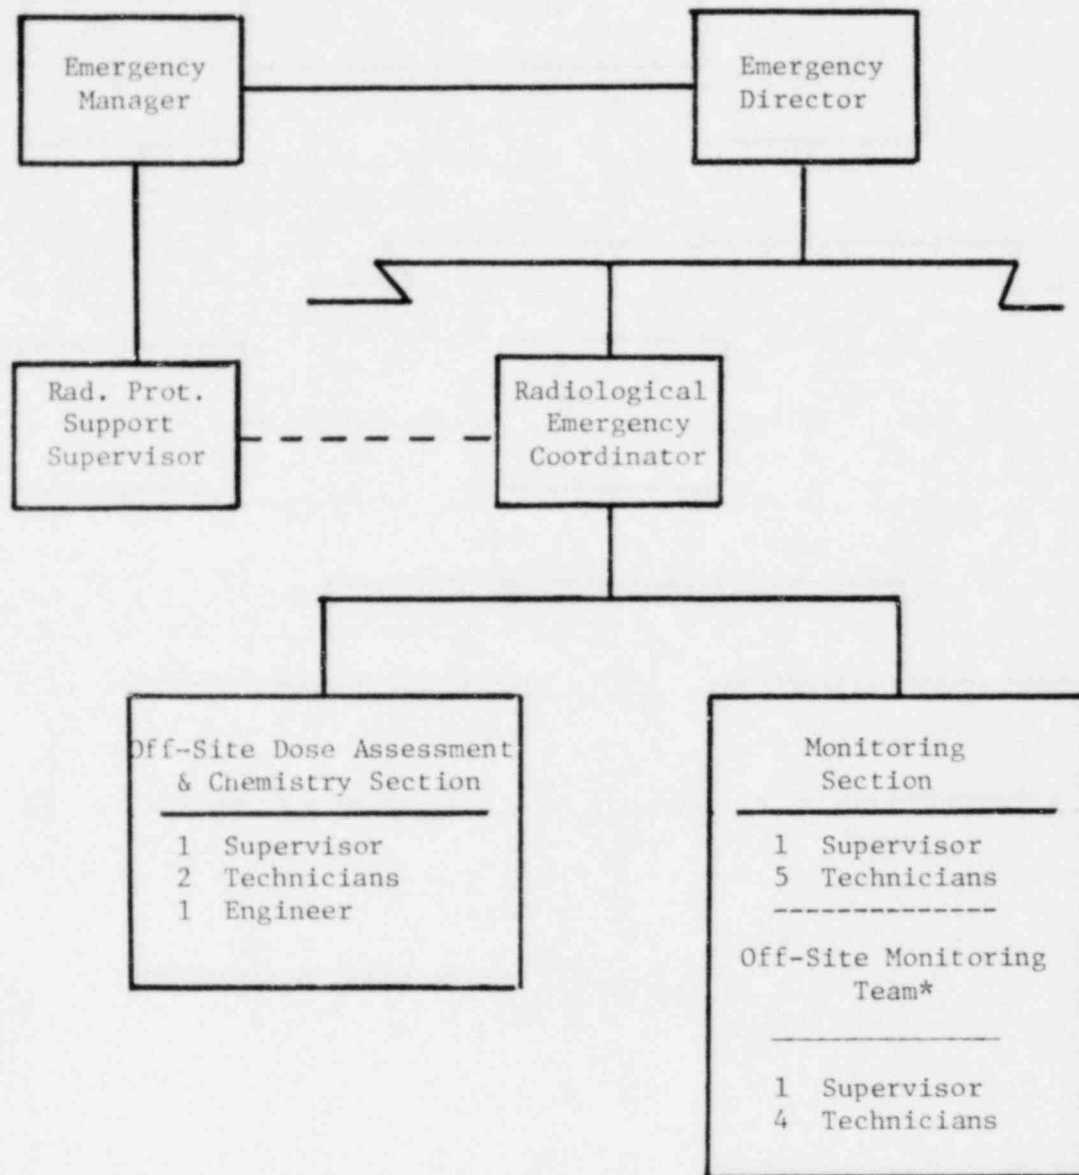 Emergency
Manager
Emergency
Director
Rad. Prot.
Support
Supervisor
Radiological
Emergency
Coordinator
Off-Site Dose Assessment
& Chemistry Section
1 Supervisor
2 Technicians
1 Engineer
Monitoring
Section
1 Supervisor
5 Technicians
Off-Site Monitoring
Team*
1 Supervisor
4 Technicians